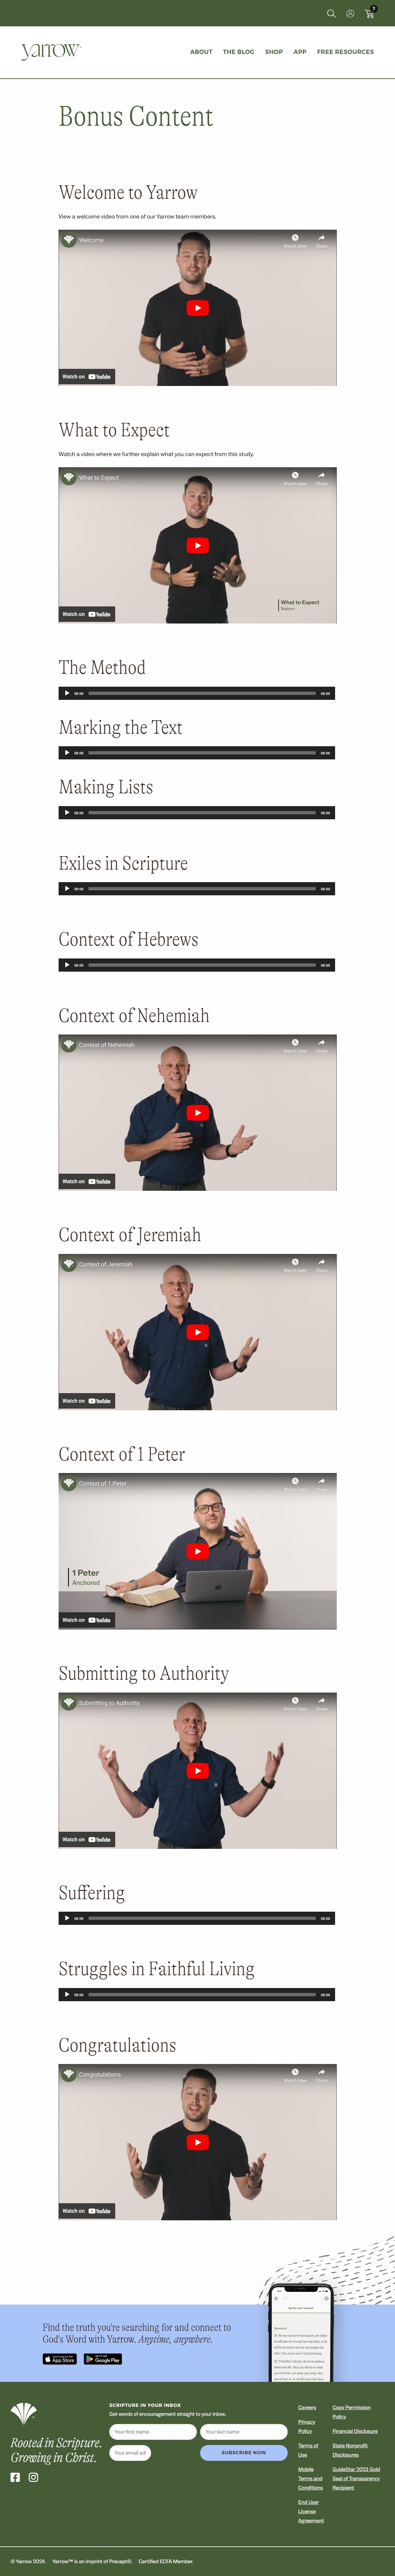 yarrow
ABOUT THE BLOG SHOP APP FREE RESOURCES
Bonus Content
Welcome to Yarrow
View a welcome video from one of our Yarrow team members.
Welcome
Watch later Share
Watch on YouTube
What to Expect
Watch a video where we further explain what you can expect from this study.
What to Expect
Watch later Share
What to Expect
Sojourn
Watch on YouTube
The Method
00:00 00:00
Marking the Text
00:00 00:00
Making Lists
00:00 00:00
Exiles in Scripture
00:00 00:00
Context of Hebrews
00:00 00:00
Context of Nehemiah
Context of Nehemiah
Watch later Share
Watch on YouTube
Context of Jeremiah
Context of Jeremiah
Watch later Share
Watch on YouTube
Context of 1 Peter
Context of 1 Peter
Watch later Share
1 Peter
Anchored
Watch on YouTube
Submitting to Authority
Submitting to Authority
Watch later Share
Watch on YouTube
Suffering
00:00 00:00
Struggles in Faithful Living
00:00 00:00
Congratulations
Congratulations
Watch later Share
Watch on YouTube
Find the truth you're searching for and connect to
God's Word with Yarrow. Anytime, anywhere.
App Store
Google Play
Rooted in Scripture.
Growing in Christ.
SCRIPTURE IN YOUR INBOX
Get words of encouragement straight to your inbox.
Your first name
Your last name
Your email add
SUBSCRIBE NOW
Careers
Privacy
Policy
Terms of
Use
Mobile
Terms and
Conditions
End User
License
Agreement
Copy Permission
Policy
Financial Disclosure
State Nonprofit
Disclosures
GuideStar 2023 Gold
Seal of Transparency
Recipient
© Yarrow 2024. Yarrow™ is an imprint of Precept®. Certified ECFA Member.